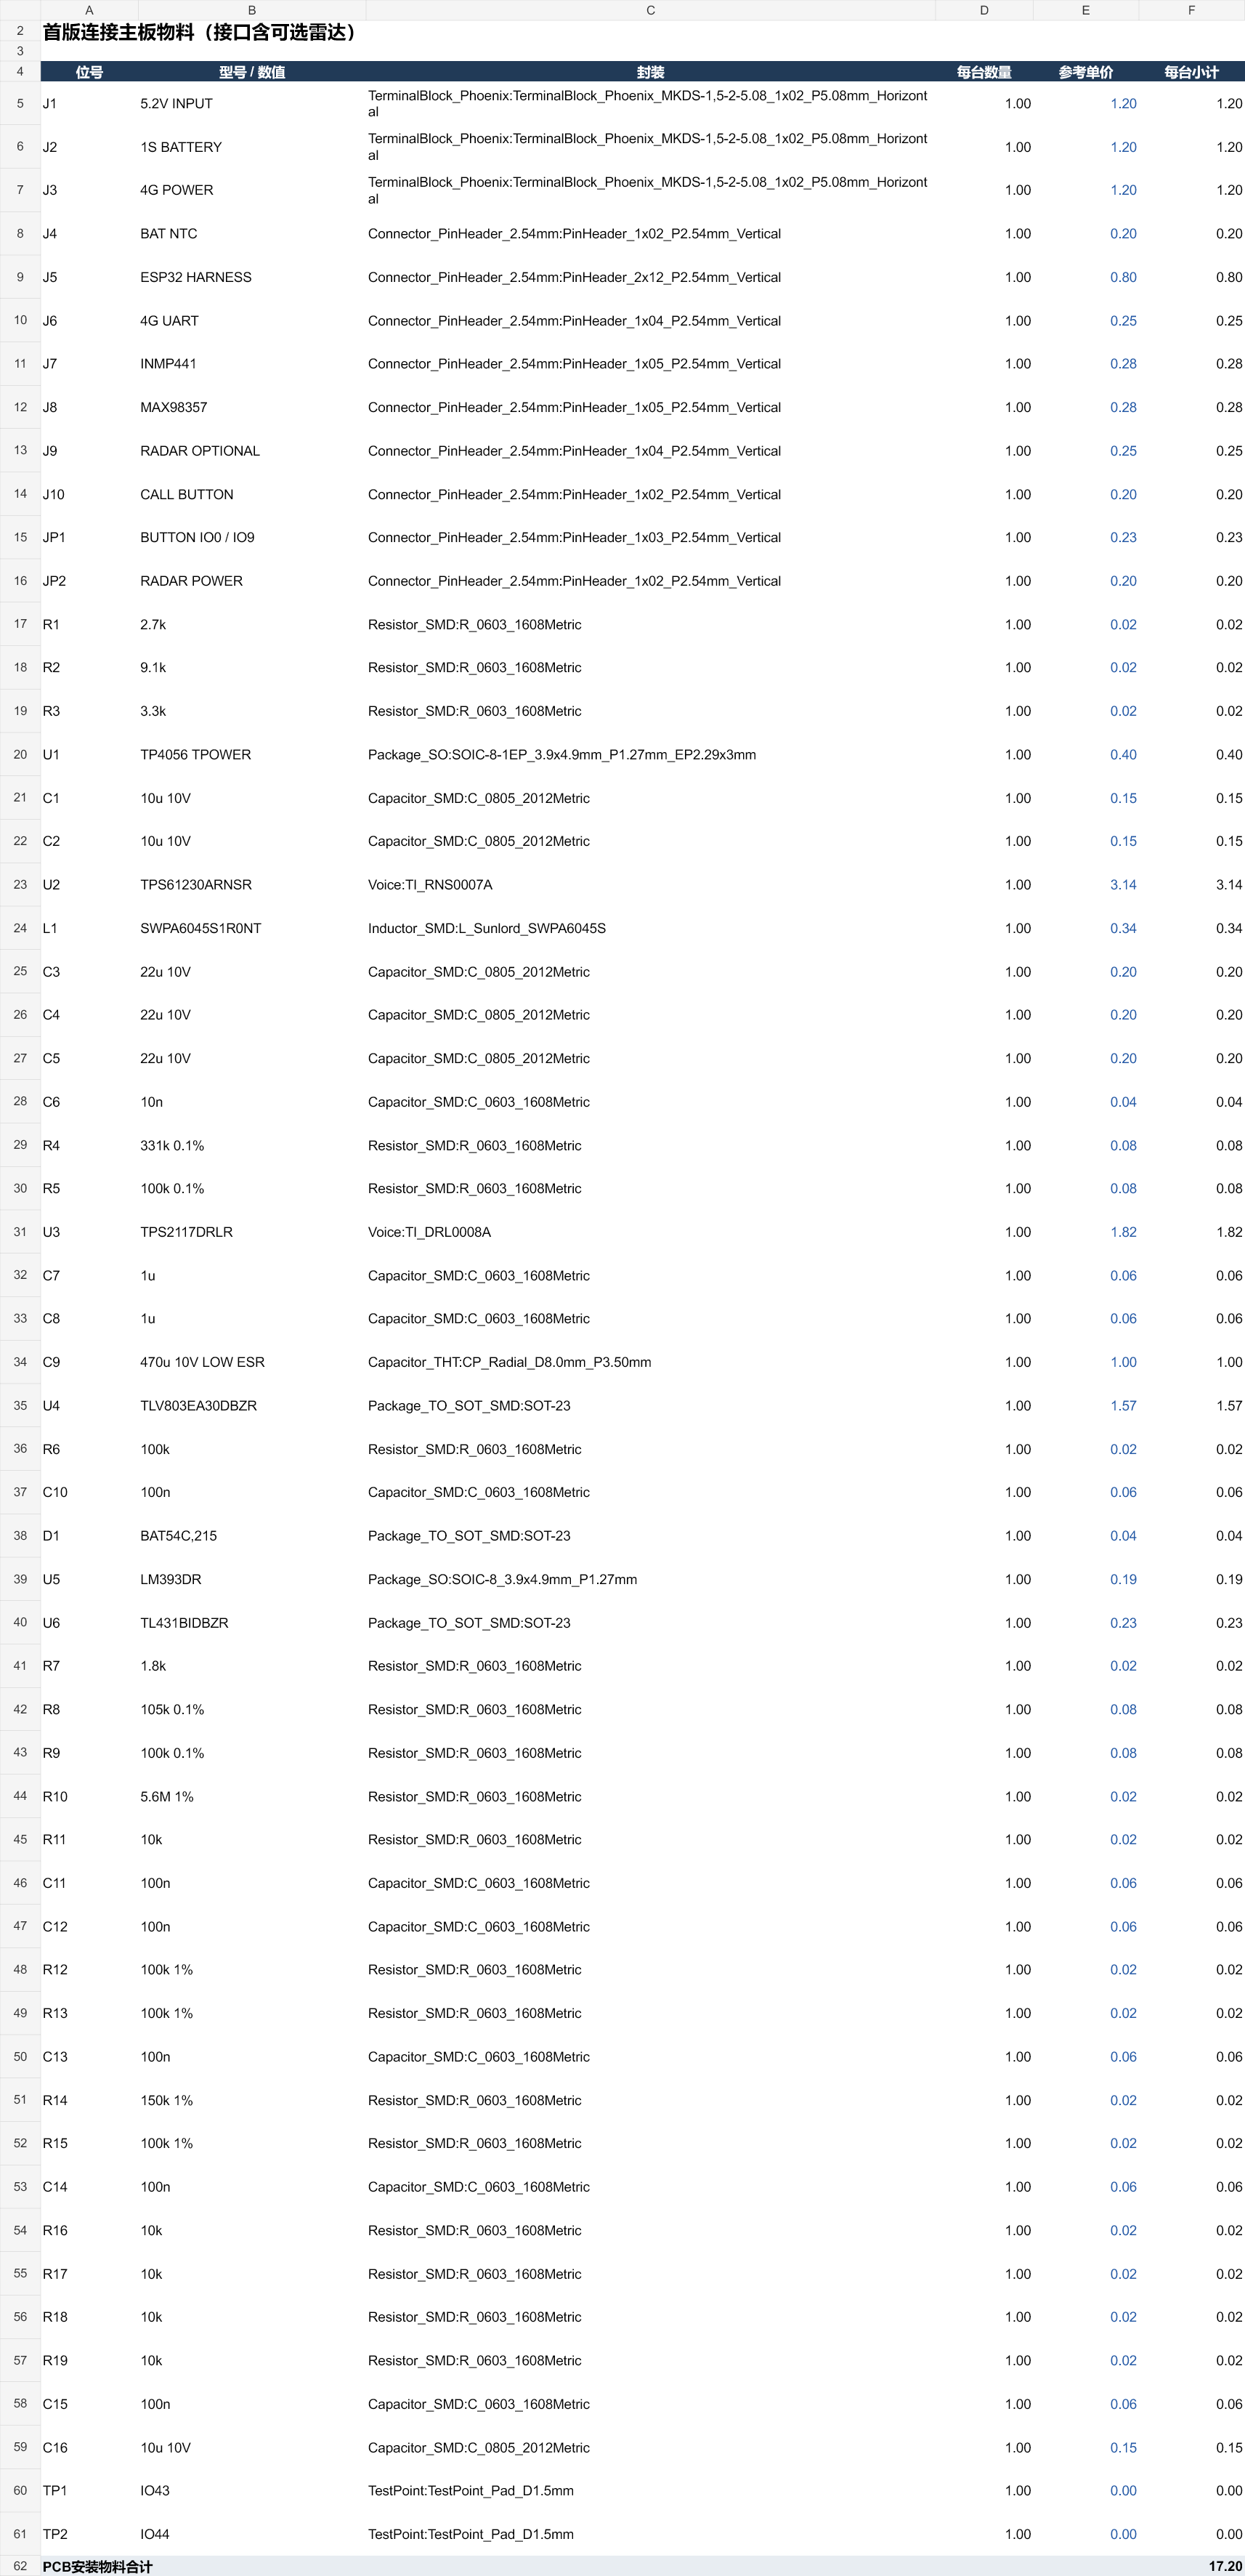 A B C D E F
2 首版连接主板物料（接口含可选雷达）
3
4 位号 型号 / 数值 封装 每台数量 参考单价 每台小计
5 J1 5.2V INPUT TerminalBlock_Phoenix:TerminalBlock_Phoenix_MKDS-1,5-2-5.08_1x02_P5.08mm_Horizont 1.00 1.20 1.20
al
6 J2 1S BATTERY TerminalBlock_Phoenix:TerminalBlock_Phoenix_MKDS-1,5-2-5.08_1x02_P5.08mm_Horizont 1.00 1.20 1.20
al
7 J3 4G POWER TerminalBlock_Phoenix:TerminalBlock_Phoenix_MKDS-1,5-2-5.08_1x02_P5.08mm_Horizont 1.00 1.20 1.20
al
8 J4 BAT NTC Connector_PinHeader_2.54mm:PinHeader_1x02_P2.54mm_Vertical 1.00 0.20 0.20
9 J5 ESP32 HARNESS Connector_PinHeader_2.54mm:PinHeader_2x12_P2.54mm_Vertical 1.00 0.80 0.80
10 J6 4G UART Connector_PinHeader_2.54mm:PinHeader_1x04_P2.54mm_Vertical 1.00 0.25 0.25
11 J7 INMP441 Connector_PinHeader_2.54mm:PinHeader_1x05_P2.54mm_Vertical 1.00 0.28 0.28
12 J8 MAX98357 Connector_PinHeader_2.54mm:PinHeader_1x05_P2.54mm_Vertical 1.00 0.28 0.28
13 J9 RADAR OPTIONAL Connector_PinHeader_2.54mm:PinHeader_1x04_P2.54mm_Vertical 1.00 0.25 0.25
14 J10 CALL BUTTON Connector_PinHeader_2.54mm:PinHeader_1x02_P2.54mm_Vertical 1.00 0.20 0.20
15 JP1 BUTTON IO0 / IO9 Connector_PinHeader_2.54mm:PinHeader_1x03_P2.54mm_Vertical 1.00 0.23 0.23
16 JP2 RADAR POWER Connector_PinHeader_2.54mm:PinHeader_1x02_P2.54mm_Vertical 1.00 0.20 0.20
17 R1 2.7k Resistor_SMD:R_0603_1608Metric 1.00 0.02 0.02
18 R2 9.1k Resistor_SMD:R_0603_1608Metric 1.00 0.02 0.02
19 R3 3.3k Resistor_SMD:R_0603_1608Metric 1.00 0.02 0.02
20 U1 TP4056 TPOWER Package_SO:SOIC-8-1EP_3.9x4.9mm_P1.27mm_EP2.29x3mm 1.00 0.40 0.40
21 C1 10u 10V Capacitor_SMD:C_0805_2012Metric 1.00 0.15 0.15
22 C2 10u 10V Capacitor_SMD:C_0805_2012Metric 1.00 0.15 0.15
23 U2 TPS61230ARNSR Voice:TI_RNS0007A 1.00 3.14 3.14
24 L1 SWPA6045S1R0NT Inductor_SMD:L_Sunlord_SWPA6045S 1.00 0.34 0.34
25 C3 22u 10V Capacitor_SMD:C_0805_2012Metric 1.00 0.20 0.20
26 C4 22u 10V Capacitor_SMD:C_0805_2012Metric 1.00 0.20 0.20
27 C5 22u 10V Capacitor_SMD:C_0805_2012Metric 1.00 0.20 0.20
28 C6 10n Capacitor_SMD:C_0603_1608Metric 1.00 0.04 0.04
29 R4 331k 0.1% Resistor_SMD:R_0603_1608Metric 1.00 0.08 0.08
30 R5 100k 0.1% Resistor_SMD:R_0603_1608Metric 1.00 0.08 0.08
31 U3 TPS2117DRLR Voice:TI_DRL0008A 1.00 1.82 1.82
32 C7 1u Capacitor_SMD:C_0603_1608Metric 1.00 0.06 0.06
33 C8 1u Capacitor_SMD:C_0603_1608Metric 1.00 0.06 0.06
34 C9 470u 10V LOW ESR Capacitor_THT:CP_Radial_D8.0mm_P3.50mm 1.00 1.00 1.00
35 U4 TLV803EA30DBZR Package_TO_SOT_SMD:SOT-23 1.00 1.57 1.57
36 R6 100k Resistor_SMD:R_0603_1608Metric 1.00 0.02 0.02
37 C10 100n Capacitor_SMD:C_0603_1608Metric 1.00 0.06 0.06
38 D1 BAT54C,215 Package_TO_SOT_SMD:SOT-23 1.00 0.04 0.04
39 U5 LM393DR Package_SO:SOIC-8_3.9x4.9mm_P1.27mm 1.00 0.19 0.19
40 U6 TL431BIDBZR Package_TO_SOT_SMD:SOT-23 1.00 0.23 0.23
41 R7 1.8k Resistor_SMD:R_0603_1608Metric 1.00 0.02 0.02
42 R8 105k 0.1% Resistor_SMD:R_0603_1608Metric 1.00 0.08 0.08
43 R9 100k 0.1% Resistor_SMD:R_0603_1608Metric 1.00 0.08 0.08
44 R10 5.6M 1% Resistor_SMD:R_0603_1608Metric 1.00 0.02 0.02
45 R11 10k Resistor_SMD:R_0603_1608Metric 1.00 0.02 0.02
46 C11 100n Capacitor_SMD:C_0603_1608Metric 1.00 0.06 0.06
47 C12 100n Capacitor_SMD:C_0603_1608Metric 1.00 0.06 0.06
48 R12 100k 1% Resistor_SMD:R_0603_1608Metric 1.00 0.02 0.02
49 R13 100k 1% Resistor_SMD:R_0603_1608Metric 1.00 0.02 0.02
50 C13 100n Capacitor_SMD:C_0603_1608Metric 1.00 0.06 0.06
51 R14 150k 1% Resistor_SMD:R_0603_1608Metric 1.00 0.02 0.02
52 R15 100k 1% Resistor_SMD:R_0603_1608Metric 1.00 0.02 0.02
53 C14 100n Capacitor_SMD:C_0603_1608Metric 1.00 0.06 0.06
54 R16 10k Resistor_SMD:R_0603_1608Metric 1.00 0.02 0.02
55 R17 10k Resistor_SMD:R_0603_1608Metric 1.00 0.02 0.02
56 R18 10k Resistor_SMD:R_0603_1608Metric 1.00 0.02 0.02
57 R19 10k Resistor_SMD:R_0603_1608Metric 1.00 0.02 0.02
58 C15 100n Capacitor_SMD:C_0603_1608Metric 1.00 0.06 0.06
59 C16 10u 10V Capacitor_SMD:C_0805_2012Metric 1.00 0.15 0.15
60 TP1 IO43 TestPoint:TestPoint_Pad_D1.5mm 1.00 0.00 0.00
61 TP2 IO44 TestPoint:TestPoint_Pad_D1.5mm 1.00 0.00 0.00
62 PCB安装物料合计 17.20